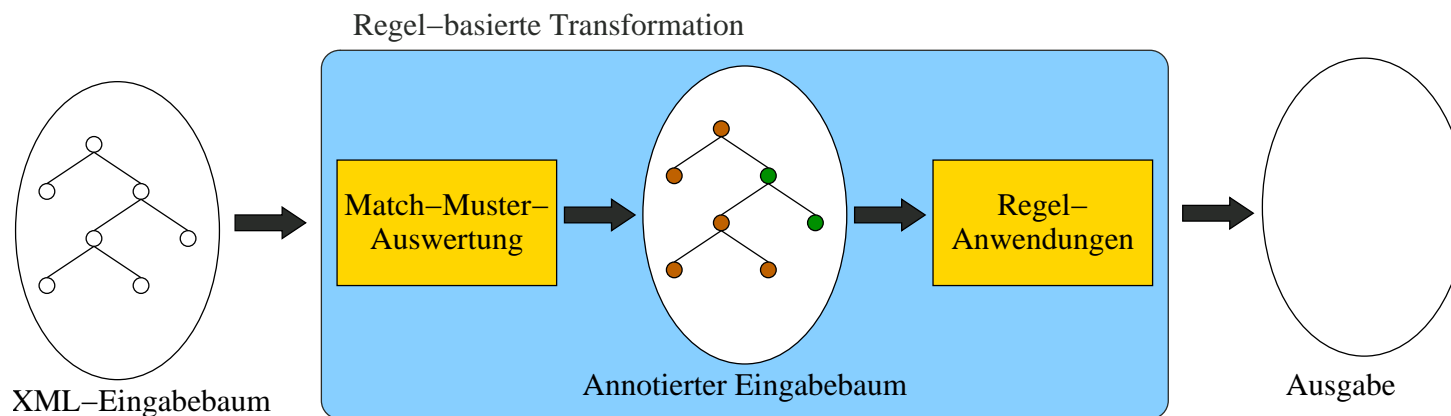 Regel–basierte Transformation
Match–Muster–
Auswertung
Regel–
Anwendungen
XML–Eingabebaum
Annotierter Eingabebaum
Ausgabe